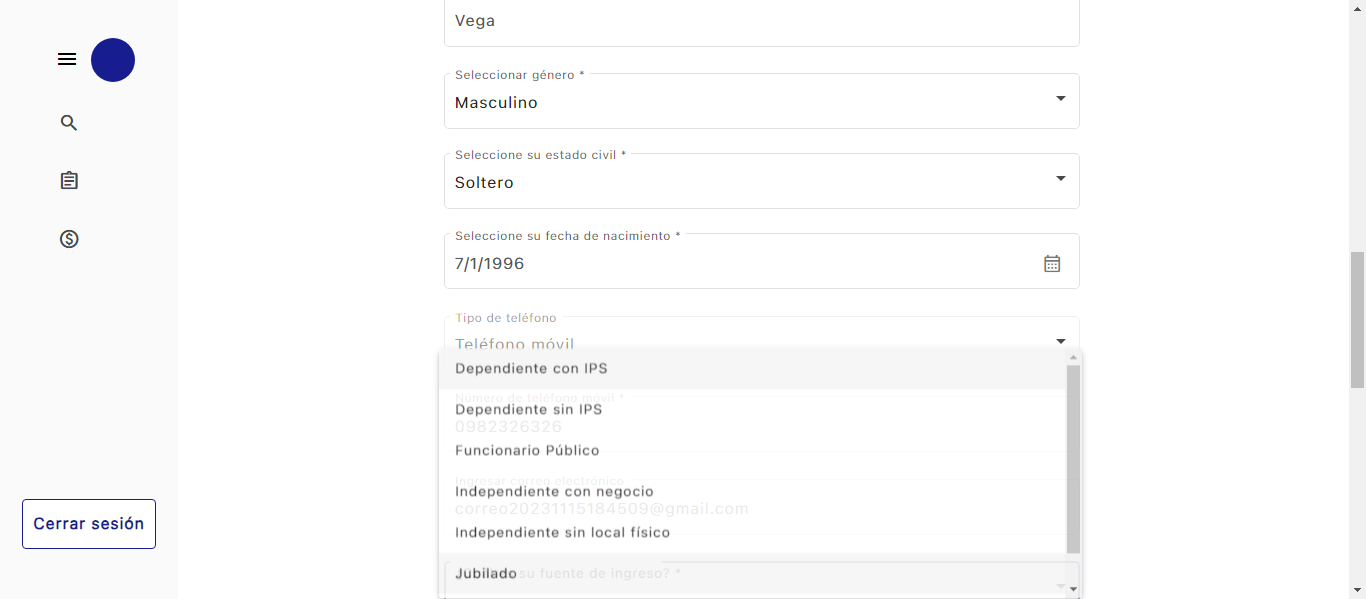 Vega
Seleccionar género *
Masculino
Seleccione su estado civil *
Soltero
Seleccione su fecha de nacimiento *
7/1/1996
Tipo de teléfono
Teléfono móvil
Dependiente con IPS
Número de teléfono móvil *
Dependiente sin IPS
0982326326
Funcionario Público
Ingresar correo electrónico
Independiente con negocio
correo20231115184509@gmail.com
Independiente sin local físico
Jubilado
su fuente de ingreso? *
Cerrar sesión